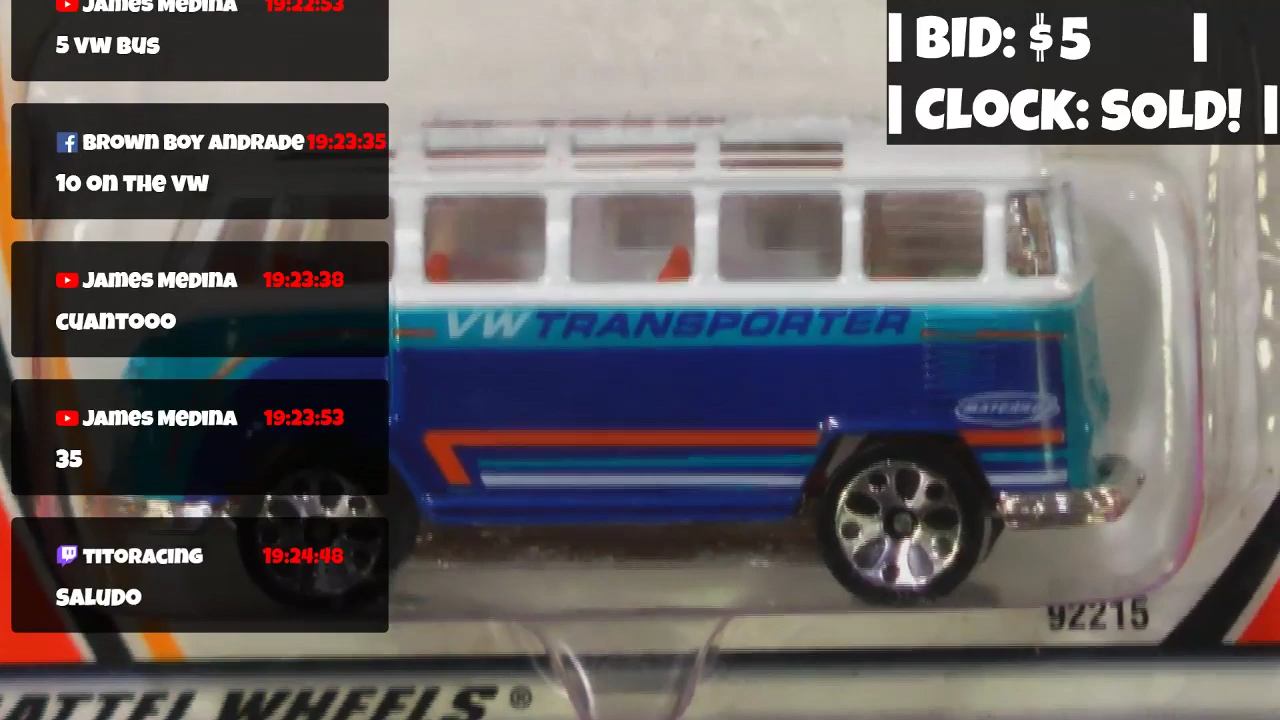 James Medina 19:22:53
5 VW BUS
Brown Boy Andrade 19:23:35
10 on the vw
James Medina 19:23:38
cuantooo
James Medina 19:23:53
35
TITORACING 19:24:48
SALUDO
| BID: $5 |
| CLOCK: SOLD! |
VW TRANSPORTER
MATCHBOX
92215
MATTEL WHEELS ®